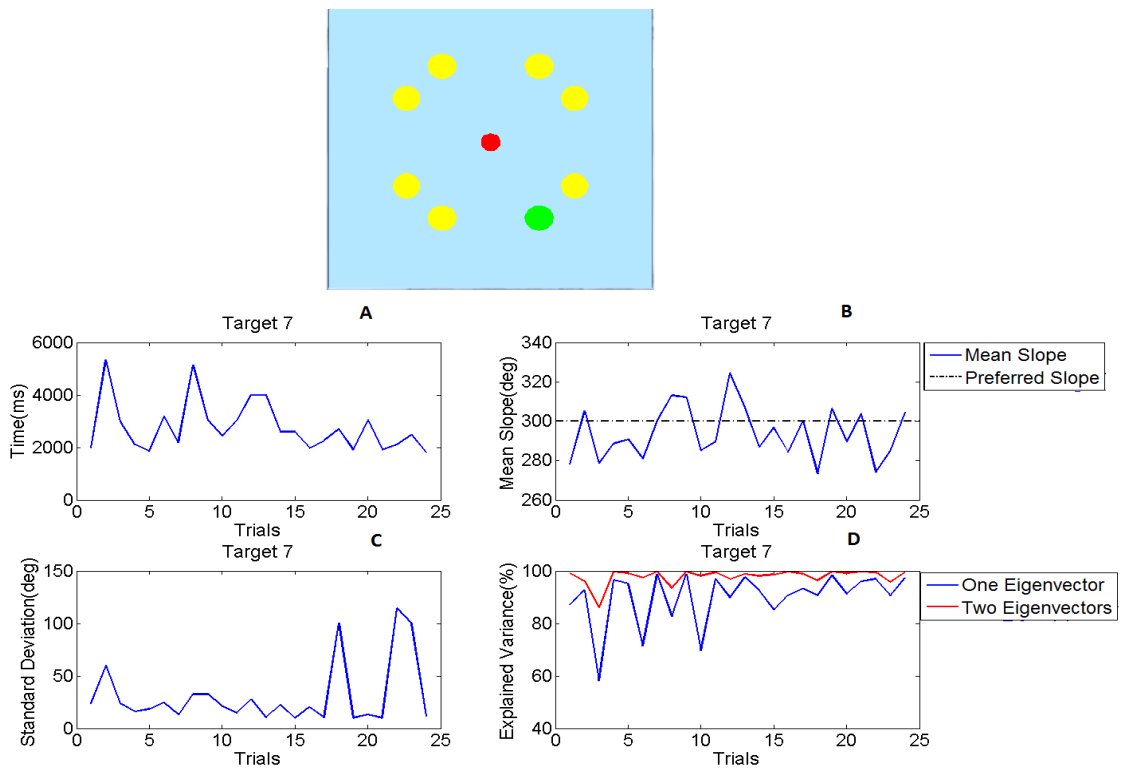 A
Target 7
6000
4000
2000
0
Time(ms)
0 5 10 15 20 25
Trials
B
Target 7
340
320
300
280
260
Mean Slope(deg)
0 5 10 15 20 25
Trials
Mean Slope
Preferred Slope
C
Target 7
150
100
50
0
Standard Deviation(deg)
0 5 10 15 20 25
Trials
D
Target 7
100
80
60
40
Explained Variance(%)
0 5 10 15 20 25
Trials
One Eigenvector
Two Eigenvectors